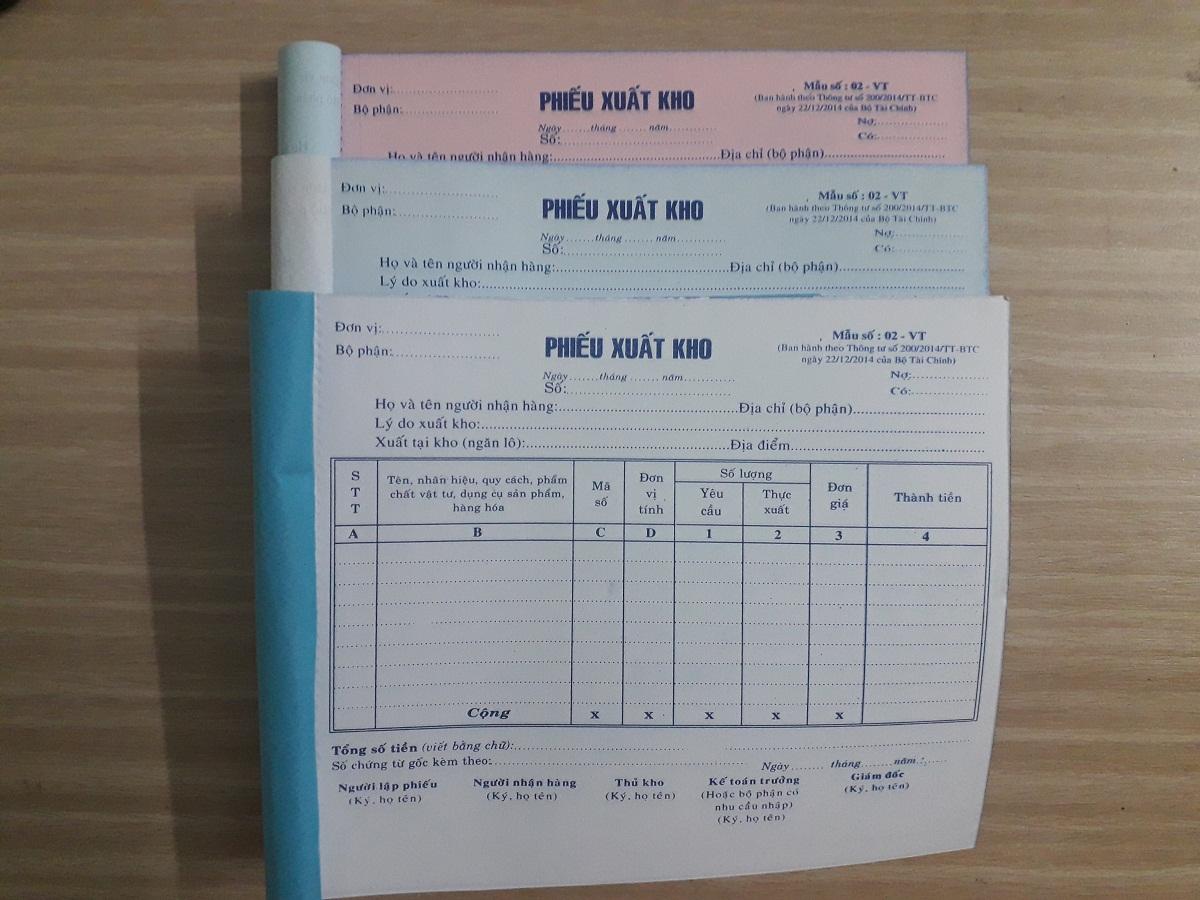 Đơn vị:
PHIẾU XUẤT KHO
Mẫu số : 02 - VT
Bộ phận:
(Ban hành theo Thông tư số 200/2014/TT-BTC
ngày 22/12/2014 của Bộ Tài Chính)
Ngày.......tháng.......năm............
Nợ:
Số:
Có:
Họ và tên người nhận hàng: Địa chỉ (bộ phận)
Đơn vị:
PHIẾU XUẤT KHO
Mẫu số : 02 - VT
Bộ phận:
(Ban hành theo Thông tư số 200/2014/TT-BTC
ngày 22/12/2014 của Bộ Tài Chính)
Ngày.......tháng.......năm............
Nợ:
Số:
Có:
Họ và tên người nhận hàng: Địa chỉ (bộ phận)
Lý do xuất kho:
Đơn vị:
PHIẾU XUẤT KHO
Mẫu số : 02 - VT
Bộ phận:
(Ban hành theo Thông tư số 200/2014/TT-BTC
ngày 22/12/2014 của Bộ Tài Chính)
Ngày.......tháng.......năm............
Nợ:
Số:
Có:
Họ và tên người nhận hàng: Địa chỉ (bộ phận)
Lý do xuất kho:
Xuất tại kho (ngăn lô): Địa điểm
STT
Tên, nhãn hiệu, quy cách, phẩm
chất vật tư, dụng cụ sản phẩm,
hàng hóa
Mã
số
Đơn
vị
tính
Số lượng
Yêu
cầu
Thực
xuất
Đơn
giá
Thành tiền
A B C D 1 2 3 4
Cộng x x x x x
Tổng số tiền (viết bằng chữ):
Số chứng từ gốc kèm theo: Ngày........ tháng........năm :.....
Người lập phiếu Người nhận hàng Thủ kho Kế toán trưởng Giám đốc
(Ký, họ tên) (Ký, họ tên) (Ký, họ tên) (Hoặc bộ phận có (Ký, họ tên)
nhu cầu nhập)
(Ký, họ tên)